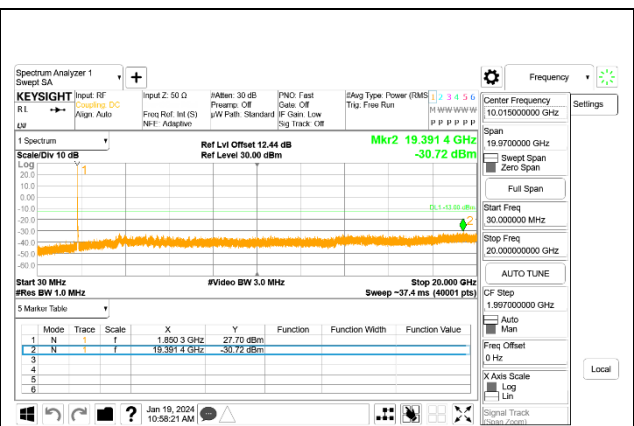 Spectrum Analyzer 1
Swept SA
Frequency
Settings
KEYSIGHT Input: RF
Coupling: DC
Align: Auto
RL
Input Z: 50 Ω
Freq Ref: Int (S)
NFE: Adaptive
#Atten: 30 dB
Preamp: Off
µW Path: Standard
PNO: Fast
Gate: Off
IF Gain: Low
Sig Track: Off
#Avg Type: Power (RMS
Trig: Free Run
1 2 3 4 5 6
M W W W W W
P P P P P P
1 Spectrum
Scale/Div 10 dB
Ref Lvl Offset 12.44 dB
Ref Level 30.00 dBm
Mkr2 19.391 4 GHz
-30.72 dBm
Log
20.0
10.0
0.00
-10.0
-20.0
-30.0
-40.0
-50.0
-60.0
1
DL1 -13.00 dBm
2
Start 30 MHz
#Res BW 1.0 MHz
#Video BW 3.0 MHz
Stop 20.000 GHz
Sweep ~37.4 ms (40001 pts)
5 Marker Table
Mode Trace Scale X Y Function Function Width Function Value
1 N 1 f 1.850 3 GHz 27.70 dBm
2 N 1 f 19.391 4 GHz -30.72 dBm
3
4
5
6
Jan 19, 2024
10:58:21 AM
Center Frequency
10.015000000 GHz
Span
19.9700000 GHz
Swept Span
Zero Span
Full Span
Start Freq
30.000000 MHz
Stop Freq
20.000000000 GHz
AUTO TUNE
CF Step
1.997000000 GHz
Auto
Man
Freq Offset
0 Hz
X Axis Scale
Log
Lin
Signal Track
(Span Zoom)
Local